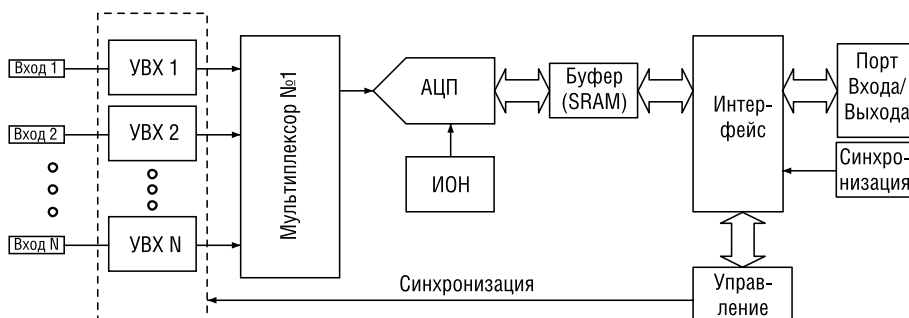 Вход 1
УВХ 1
Вход 2
УВХ 2
Вход N
УВХ N
Мультиплексор №1
АЦП
ИОН
Буфер
(SRAM)
Интер-
фейс
Порт
Входа/
Выхода
Синхро-
низация
Синхронизация
Управ-
ление